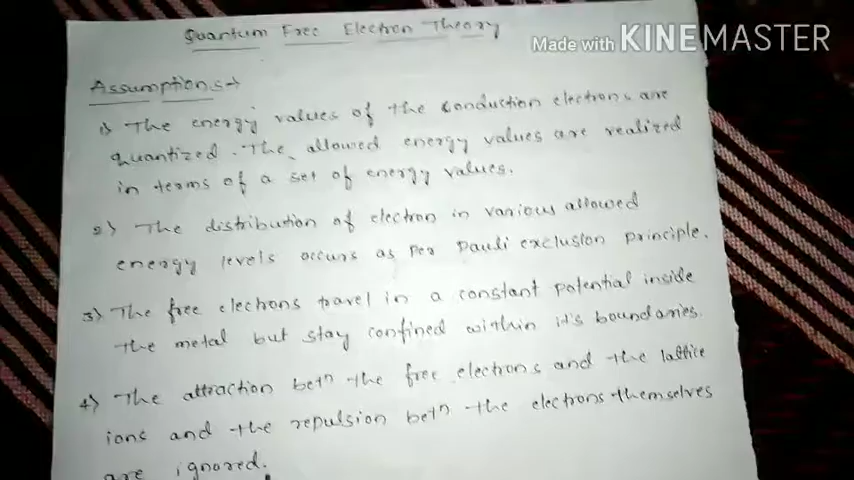 Quantum Free Electron Theory
Made with KINEMASTER
Assumptions →
1) The energy values of the conduction electrons are
quantized. The allowed energy values are realized
in terms of a set of energy values.
2) The distribution of electron in various allowed
energy levels occurs as per Pauli exclusion principle.
3) The free electrons travel in a constant potential inside
the metal but stay confined within it's boundaries.
4) The attraction betn the free electrons and the lattice
ions and the repulsion betn the electrons themselves
are ignored.